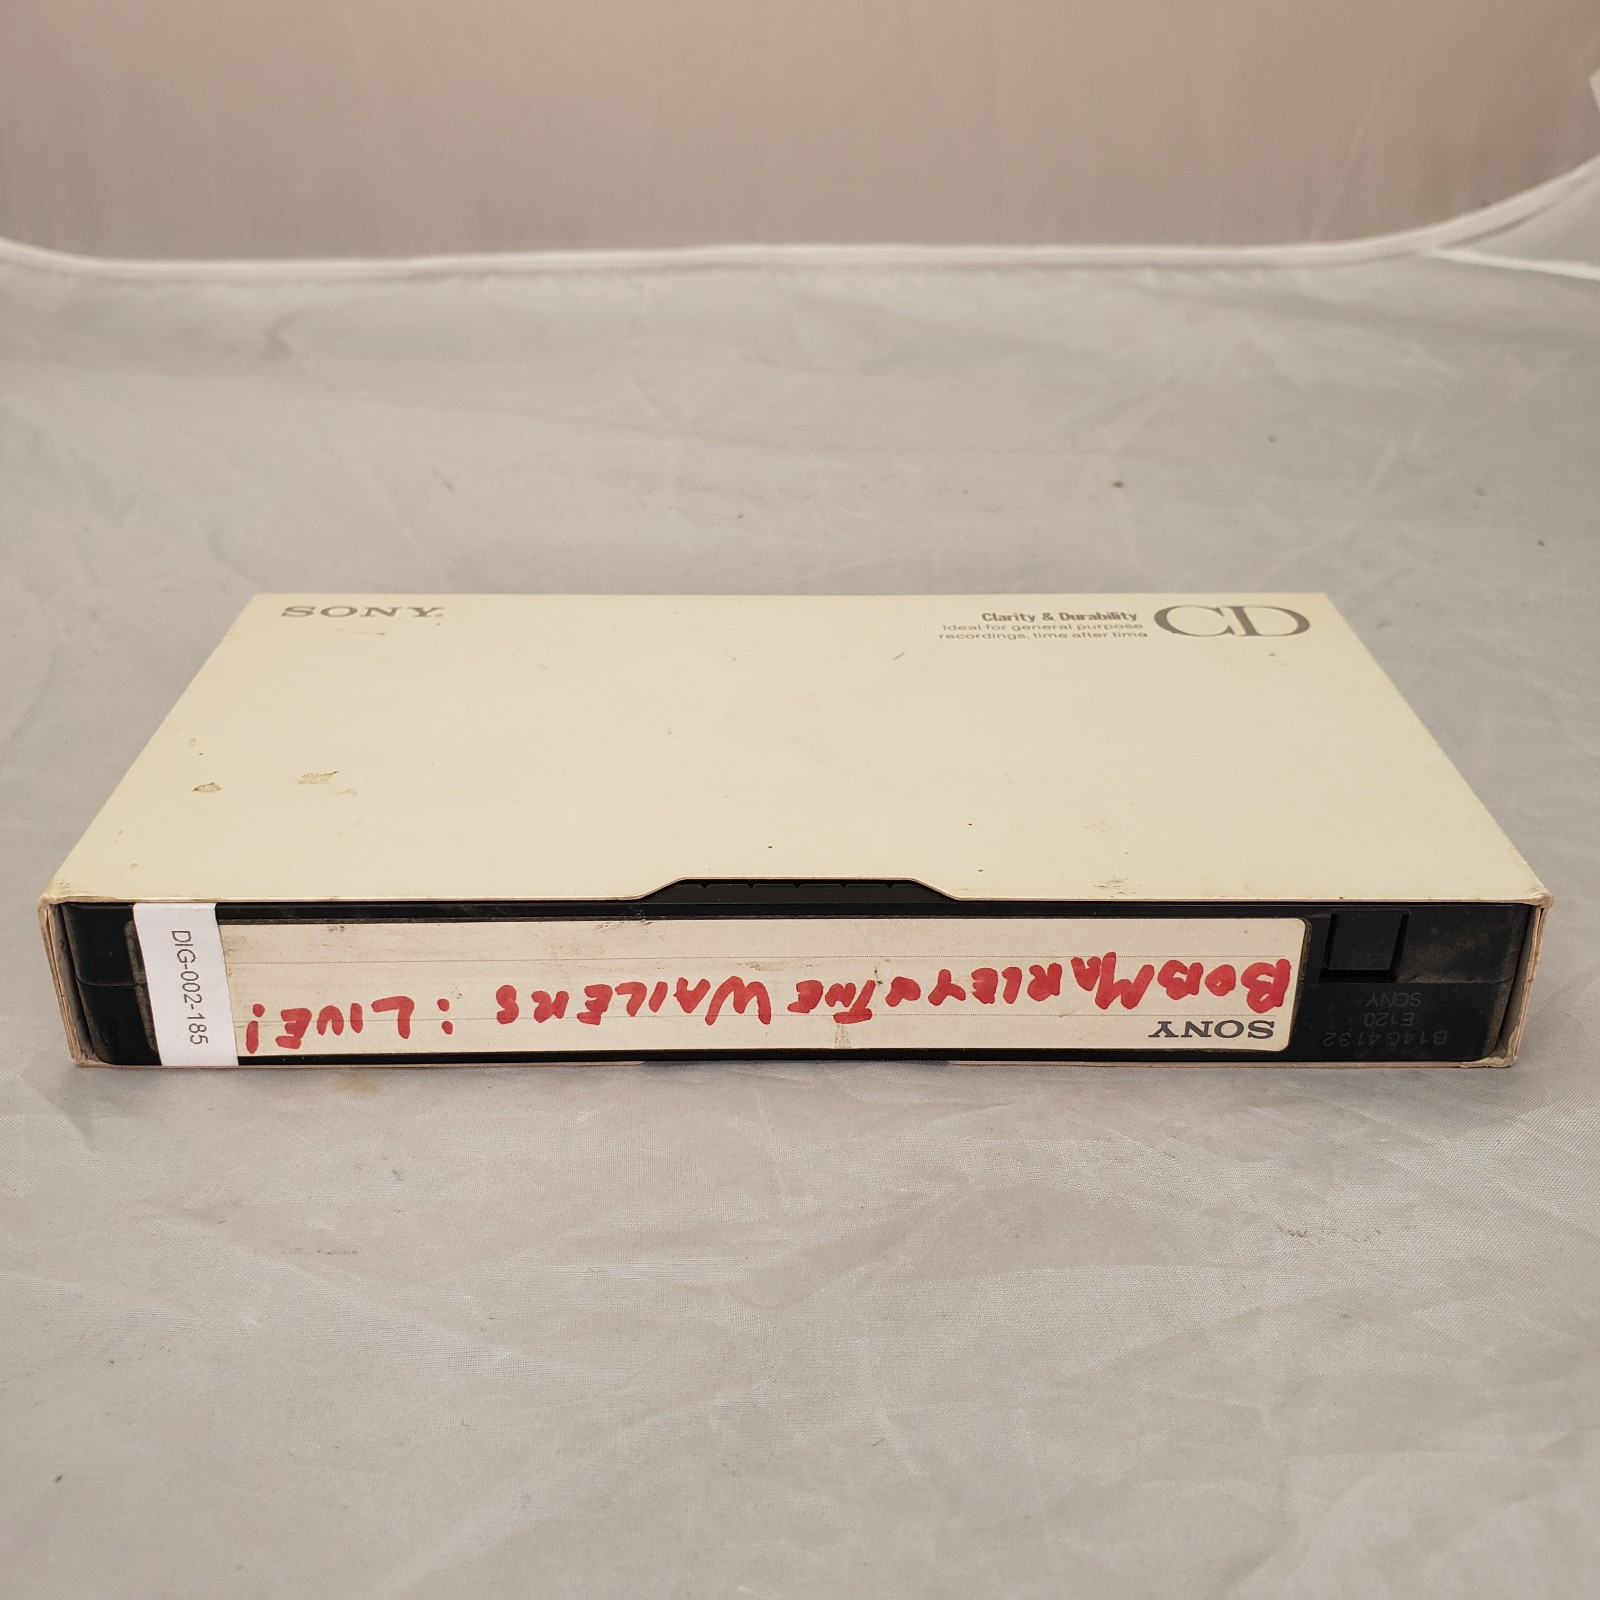 SONY®
Clarity & Durability
Ideal for general purpose
recordings, time after time
CD
DIG-002-185
SONY
BOB MARLEY N THE WAILERS : LIVE!
B14G4132
E120
SONY